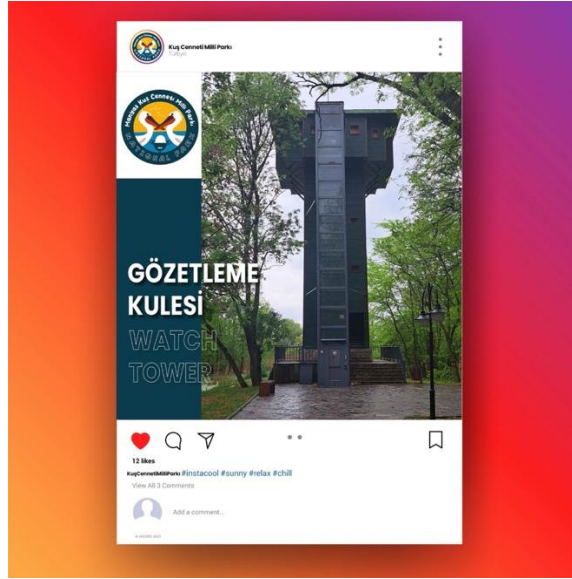 Kuş Cenneti Milli Parkı
Türkiye
Manyas Kuş Cenneti Milli Parkı
NATIONAL PARK
GÖZETLEME
KULESİ
WATCH
TOWER
12 likes
KuşCennetiMilliParkı #instacool #sunny #relax #chill
View All 3 Comments
Add a comment...